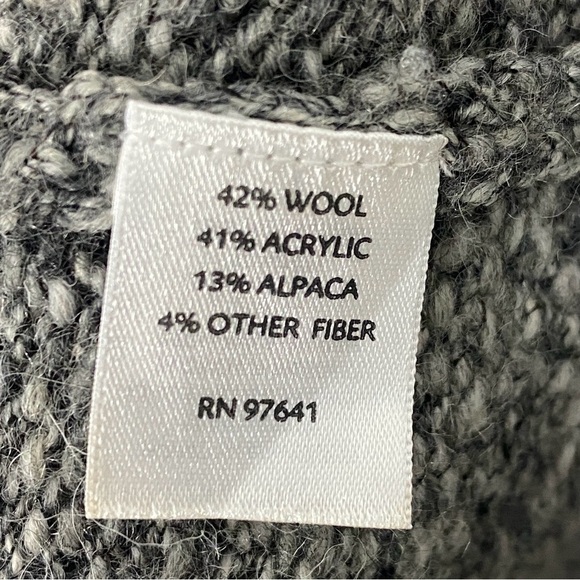 42% WOOL
41% ACRYLIC
13% ALPACA
4% OTHER FIBER
RN 97641